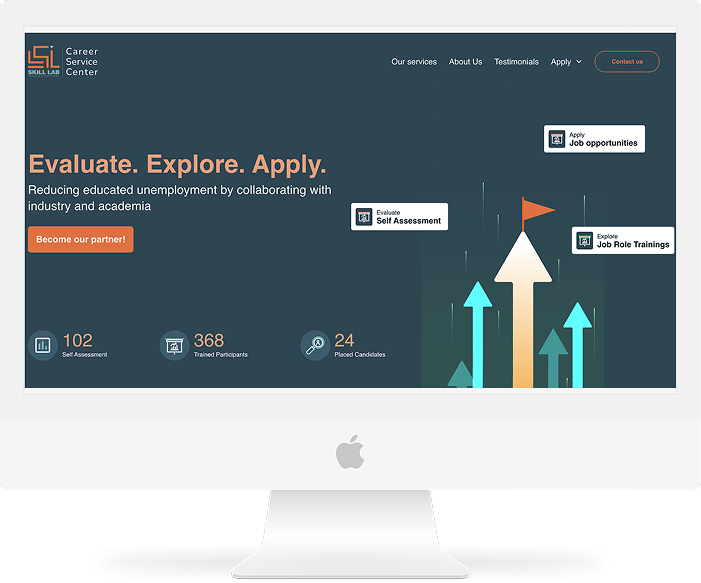 Career
Service
Center
SKILL LAB
Our services
About Us
Testimonials
Apply
Contact us
Apply
Job opportunities
Evaluate. Explore. Apply.
Reducing educated unemployment by collaborating with
industry and academia
Evaluate
Self Assessment
Explore
Job Role Trainings
Become our partner!
102
Self Assessment
368
Trained Participants
24
Placed Candidates